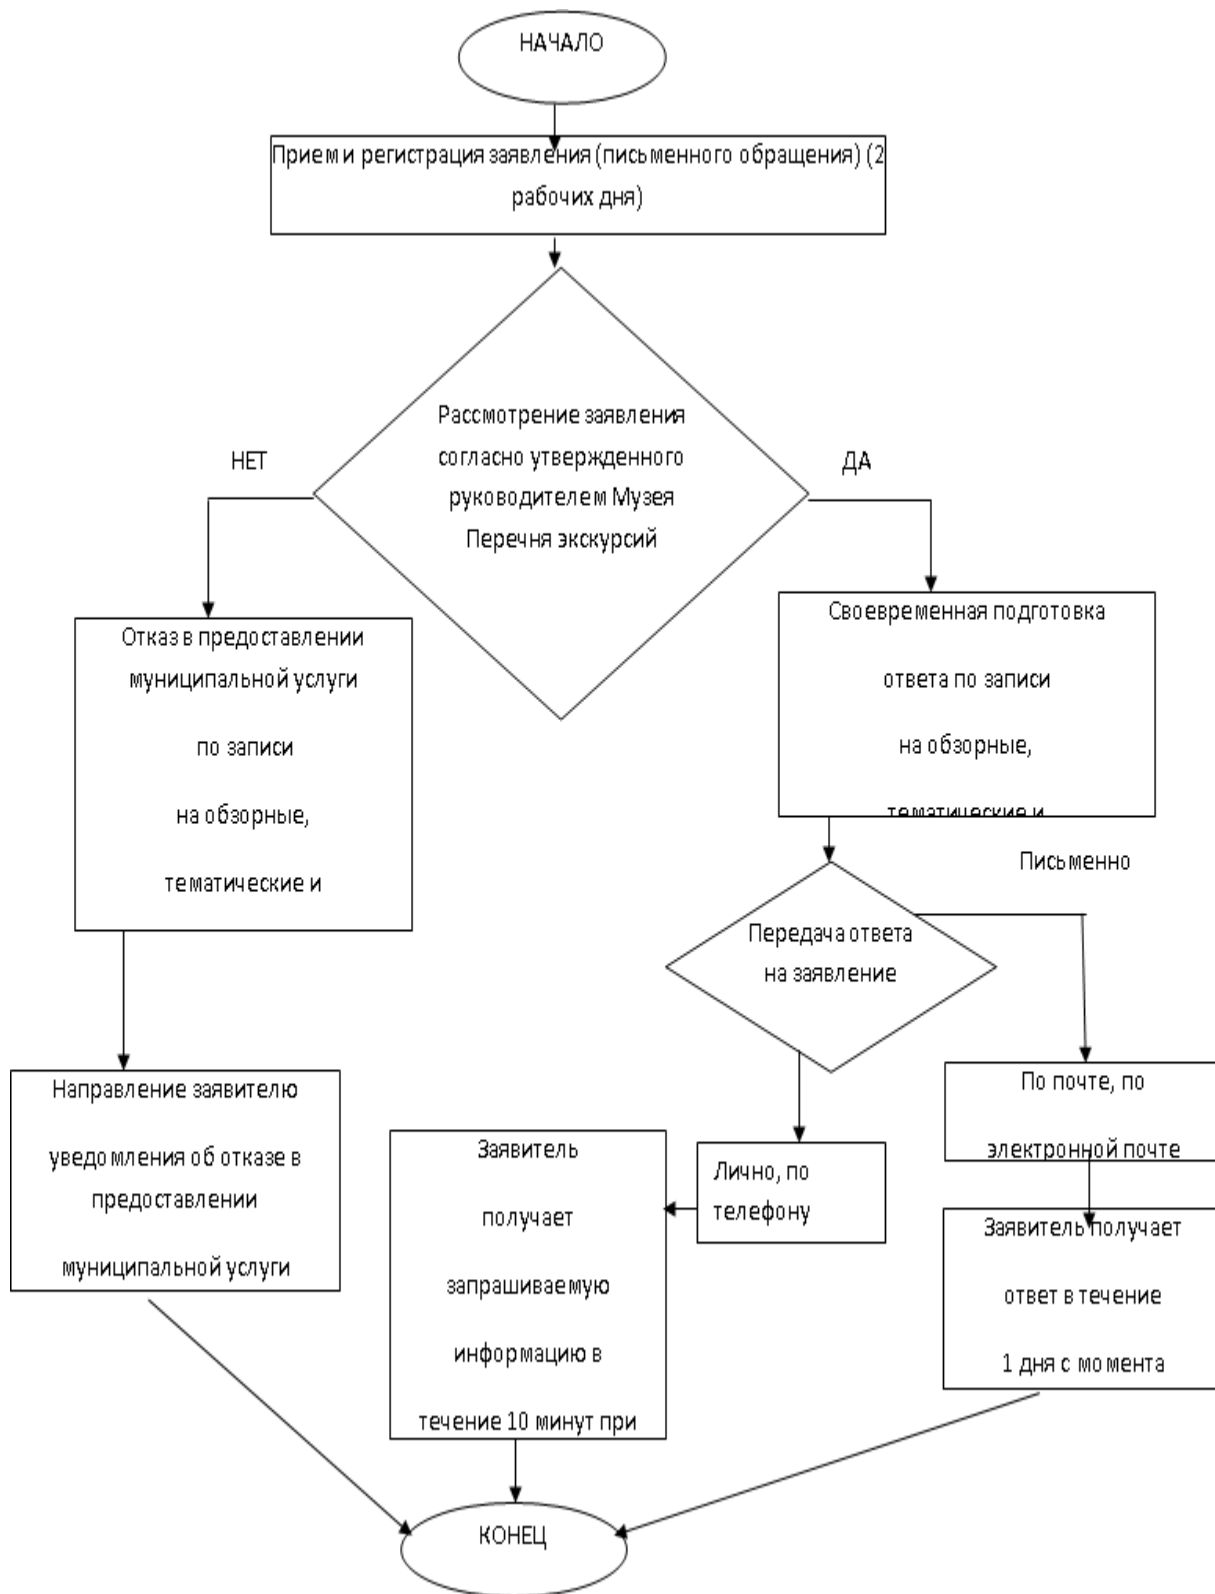 НАЧАЛО
Прием и регистрация заявления (письменного обращения) (2
рабочих дня)
Рассмотрение заявления
согласно утвержденного
руководителем Музея
Перечня экскурсий
НЕТ
ДА
Отказ в предоставлении
муниципальной услуги
по записи
на обзорные,
тематические и
Своевременная подготовка
ответа по записи
на обзорные,
тематические и
Письменно
Передача ответа
на заявление
Направление заявителю
уведомления об отказе в
предоставлении
муниципальной услуги
Заявитель
получает
запрашиваемую
информацию в
течение 10 минут при
Лично, по
телефону
По почте, по
электронной почте
Заявитель получает
ответ в течение
1 дня с момента
КОНЕЦ